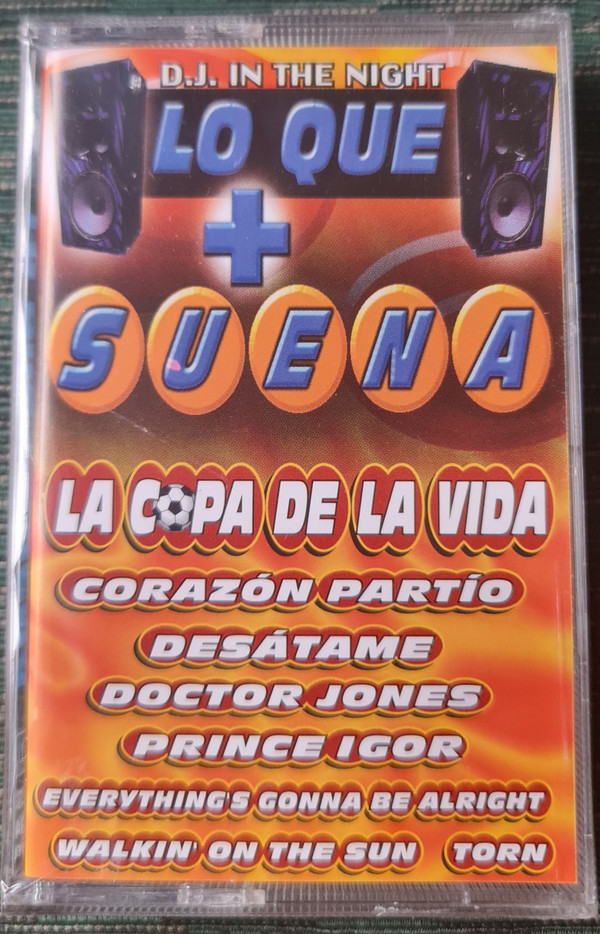 D.J. IN THE NIGHT
LO QUE
+
SUENA
LA COPA DE LA VIDA
CORAZÓN PARTÍO
DESÁTAME
DOCTOR JONES
PRINCE IGOR
EVERYTHING'S GONNA BE ALRIGHT
WALKIN' ON THE SUN TORN